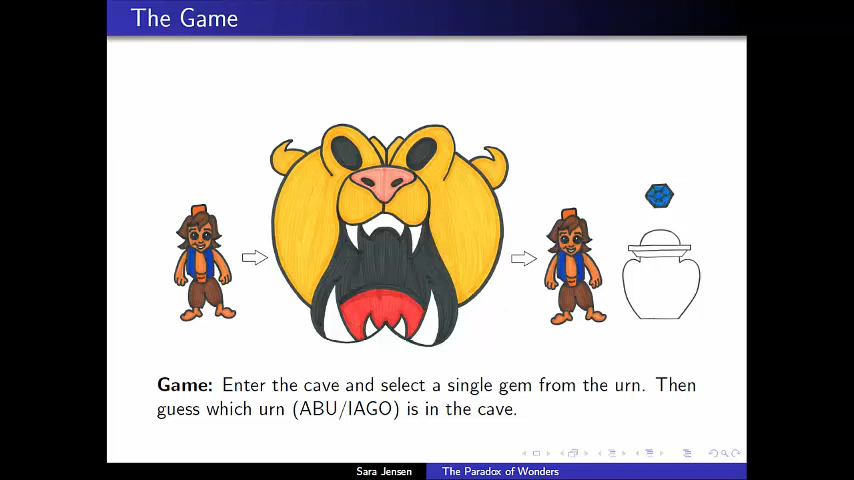 The Game
Game: Enter the cave and select a single gem from the urn. Then
guess which urn (ABU/IAGO) is in the cave.
Sara Jensen
The Paradox of Wonders